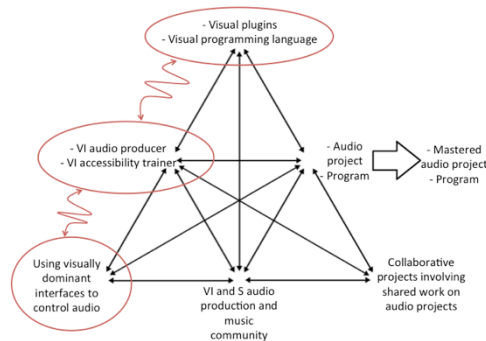 - Visual plugins
- Visual programming language
- VI audio producer
- VI accessibility trainer
- Audio
project
- Program
- Mastered
audio project
- Program
Using visually
dominant
interfaces to
control audio
VI and S audio
production and
music
community
Collaborative
projects involving
shared work on
audio projects